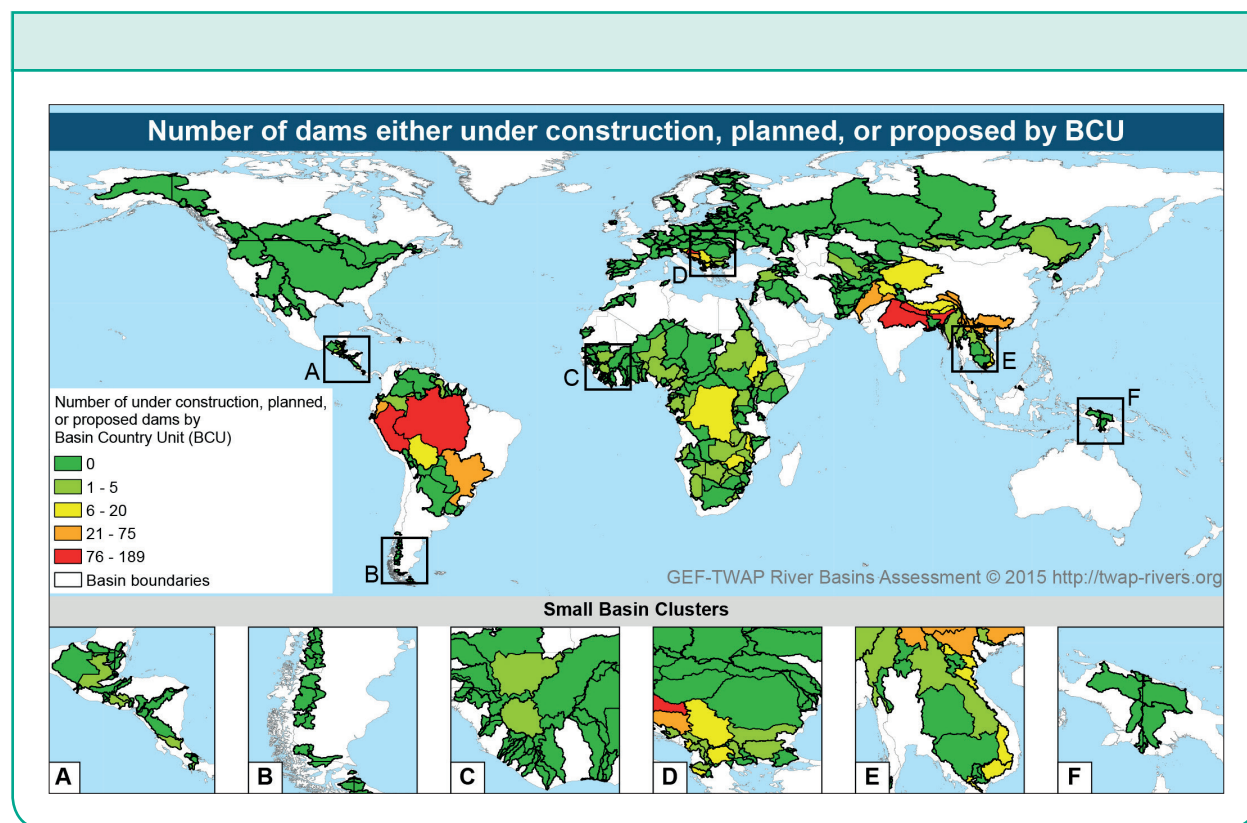 Number of dams either under construction, planned, or proposed by BCU
A
B
C
D
E
F
Number of under construction, planned,
or proposed dams by
Basin Country Unit (BCU)
0
1 - 5
6 - 20
21 - 75
76 - 189
Basin boundaries
GEF-TWAP River Basins Assessment © 2015 http://twap-rivers.org
Small Basin Clusters
A
B
C
D
E
F